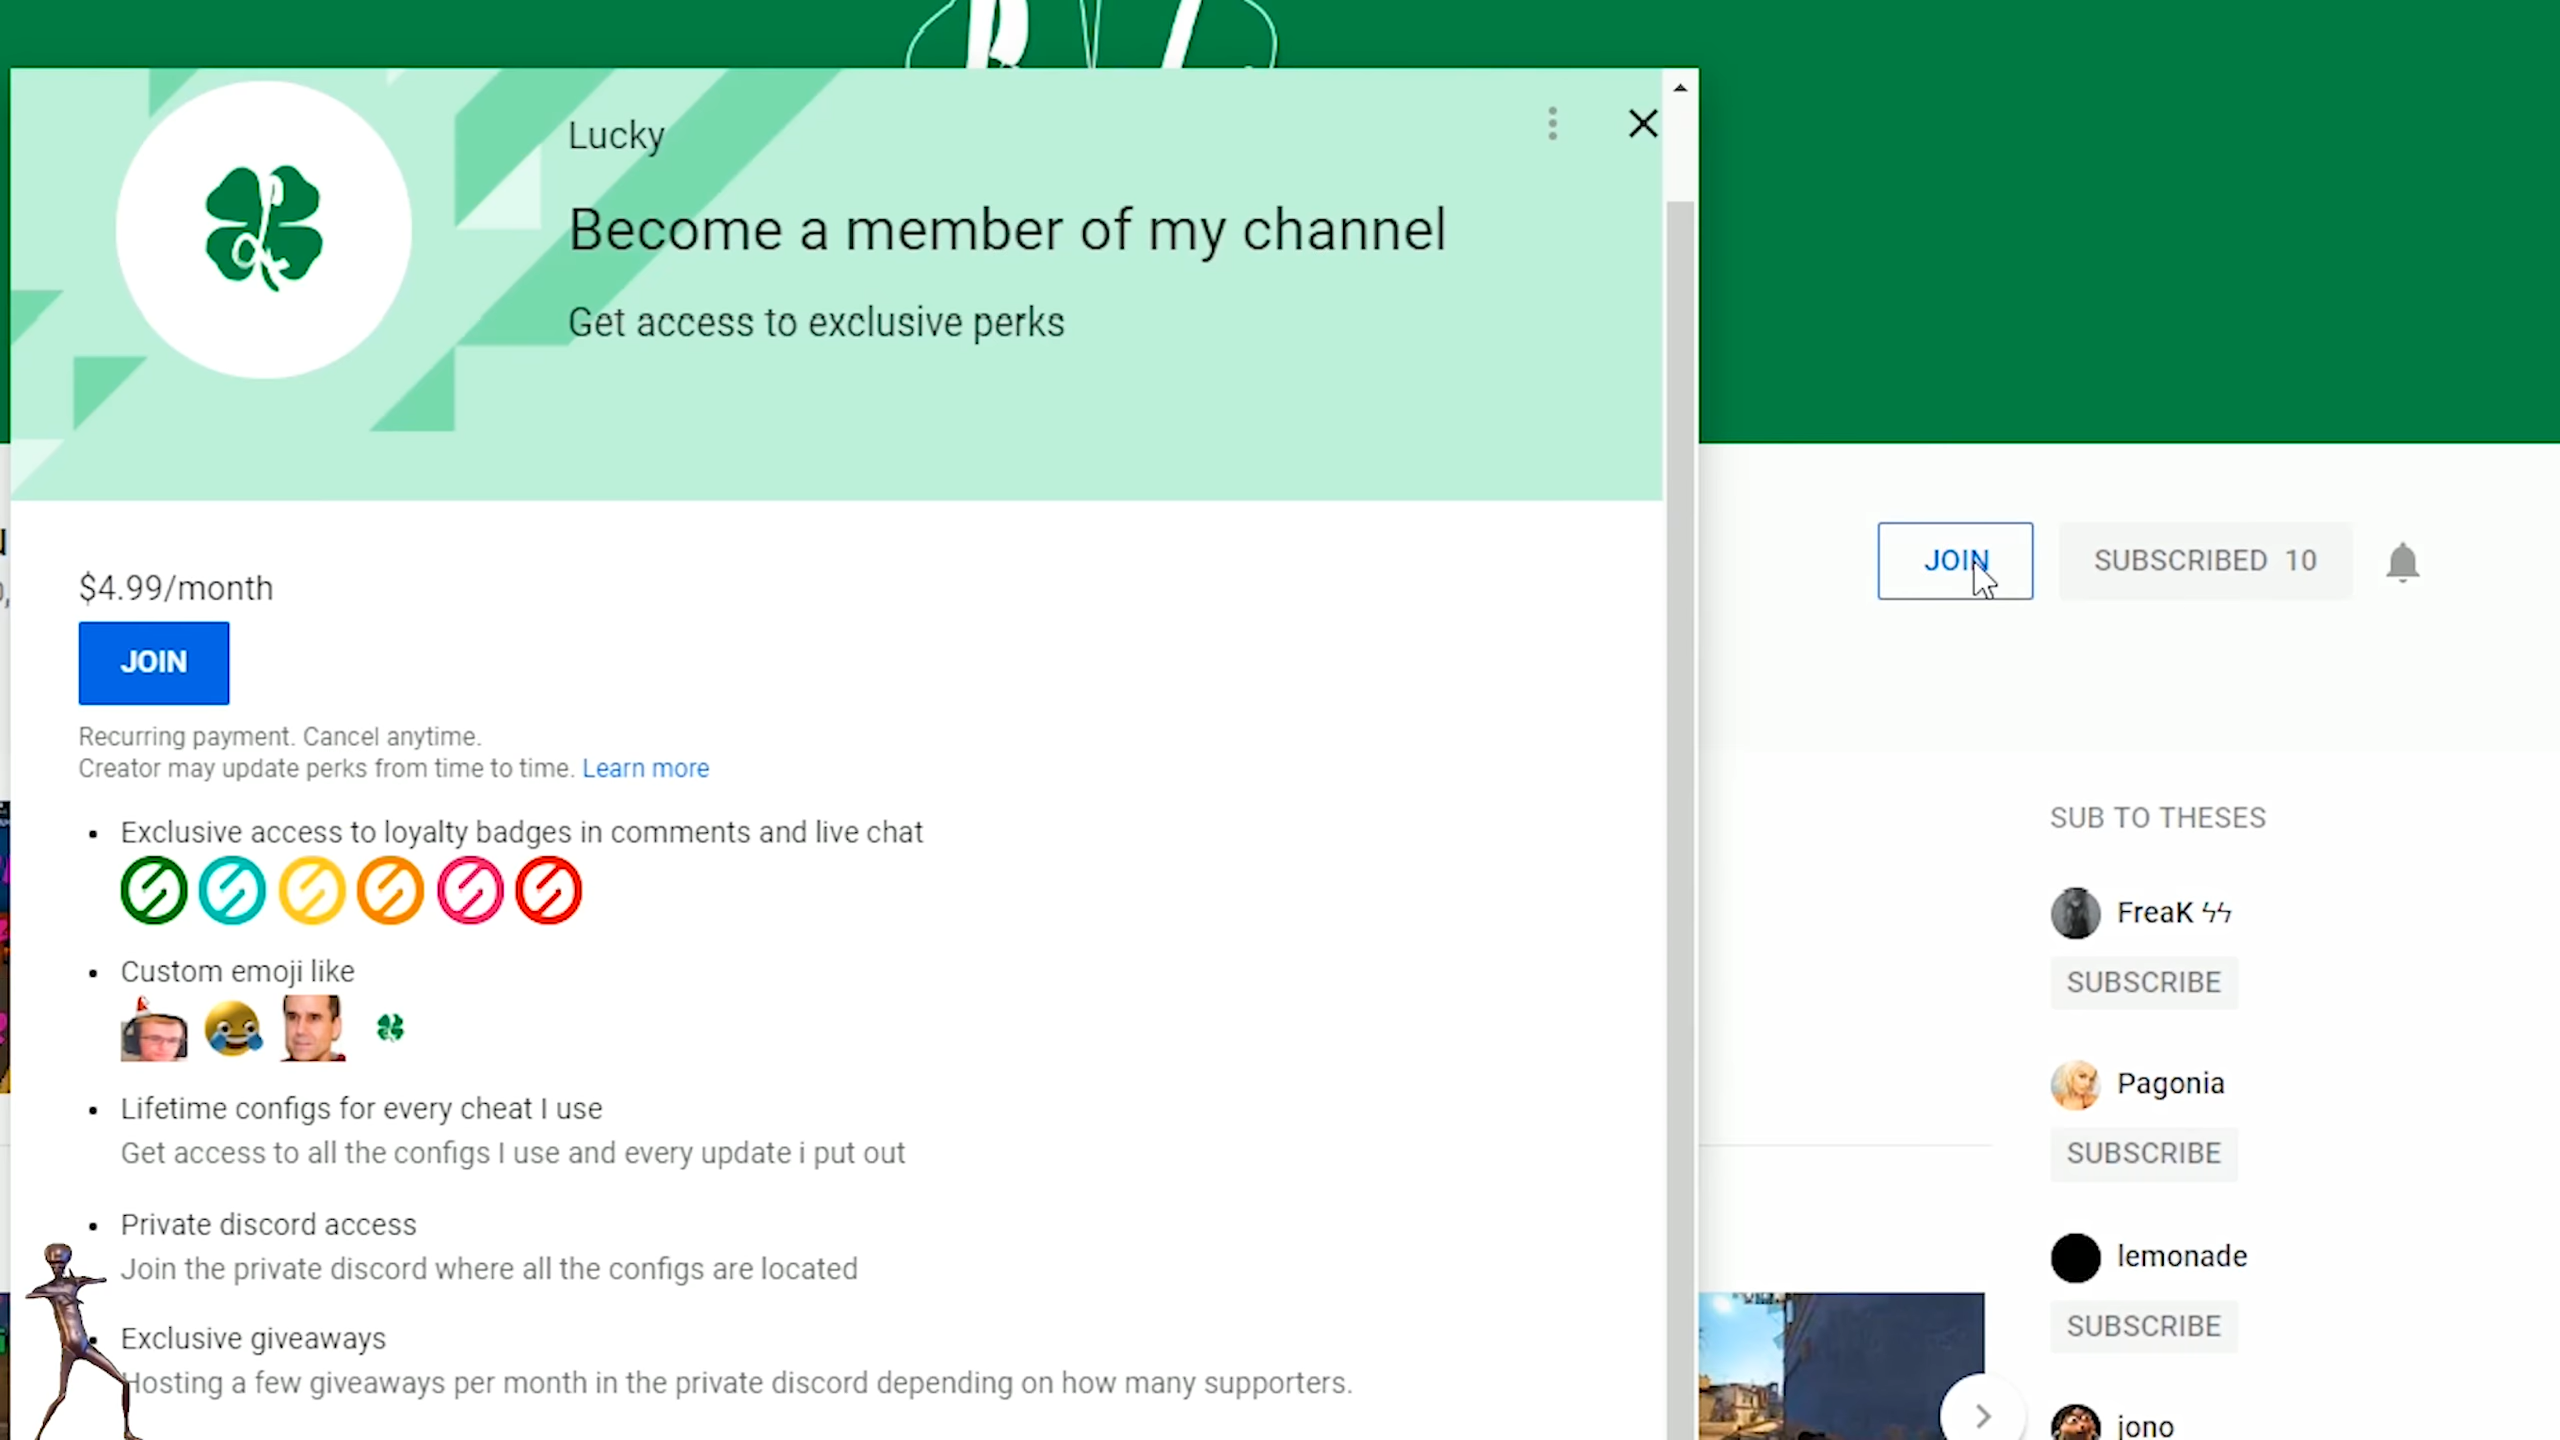 Lucky
Become a member of my channel
Get access to exclusive perks
$4.99/month
JOIN
Recurring payment. Cancel anytime.
Creator may update perks from time to time. Learn more
Exclusive access to loyalty badges in comments and live chat
Custom emoji like
Lifetime configs for every cheat I use
Get access to all the configs I use and every update i put out
Private discord access
Join the private discord where all the configs are located
Exclusive giveaways
Hosting a few giveaways per month in the private discord depending on how many supporters.
JOIN
SUBSCRIBED 10
SUB TO THESES
FreaK ϟϟ
SUBSCRIBE
Pagonia
SUBSCRIBE
lemonade
SUBSCRIBE
jono